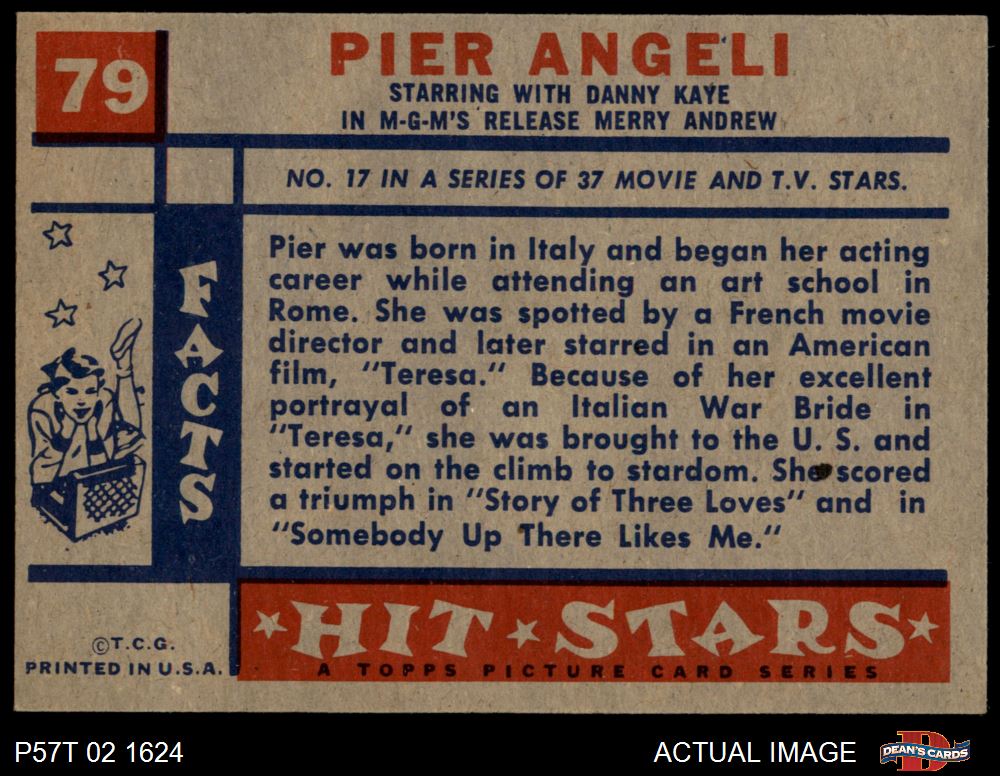 79
PIER ANGELI
STARRING WITH DANNY KAYE
IN M-G-M'S RELEASE MERRY ANDREW
NO. 17 IN A SERIES OF 37 MOVIE AND T.V. STARS.
FACTS
Pier was born in Italy and began her acting
career while attending an art school in
Rome. She was spotted by a French movie
director and later starred in an American
film, "Teresa." Because of her excellent
portrayal of an Italian War Bride in
"Teresa," she was brought to the U. S. and
started on the climb to stardom. She scored
a triumph in "Story of Three Loves" and in
"Somebody Up There Likes Me."
©T.C.G.
PRINTED IN U.S.A.
HIT STARS
A TOPPS PICTURE CARD SERIES
P57T 02 1624
ACTUAL IMAGE
DEAN'S CARDS